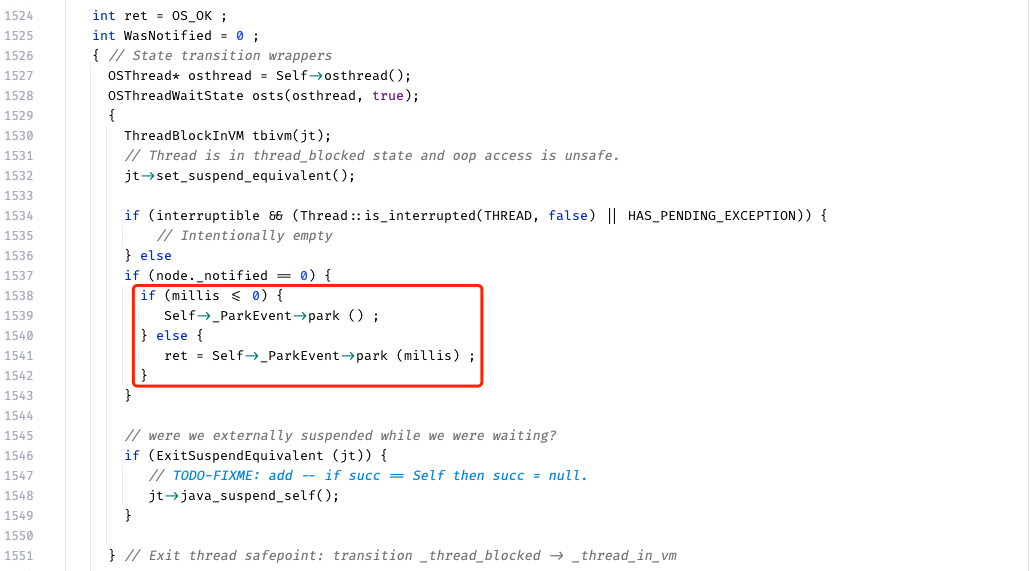 1524 int ret = OS_OK ;
1525 int WasNotified = 0 ;
1526 { // State transition wrappers
1527 OSThread* osthread = Self->osthread();
1528 OSThreadWaitState osts(osthread, true);
1529 {
1530 ThreadBlockInVM tbivm(jt);
1531 // Thread is in thread_blocked state and oop access is unsafe.
1532 jt->set_suspend_equivalent();
1533
1534 if (interruptible && (Thread::is_interrupted(THREAD, false) || HAS_PENDING_EXCEPTION)) {
1535 // Intentionally empty
1536 } else
1537 if (node._notified == 0) {
1538 if (millis <= 0) {
1539 Self->_ParkEvent->park () ;
1540 } else {
1541 ret = Self->_ParkEvent->park (millis) ;
1542 }
1543 }
1544
1545 // were we externally suspended while we were waiting?
1546 if (ExitSuspendEquivalent (jt)) {
1547 // TODO-FIXME: add -- if succ == Self then succ = null.
1548 jt->java_suspend_self();
1549 }
1550
1551 } // Exit thread safepoint: transition _thread_blocked -> _thread_in_vm